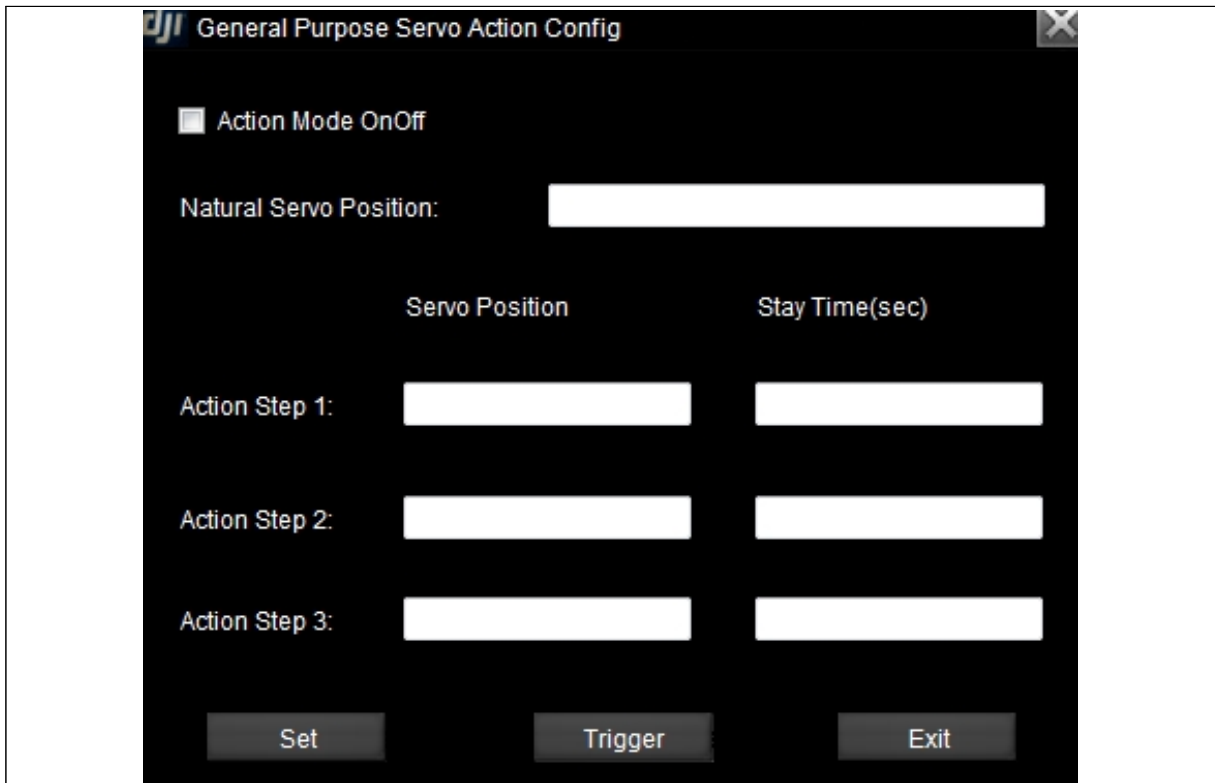 dji General Purpose Servo Action Config
Action Mode OnOff
Natural Servo Position:
Servo Position Stay Time(sec)
Action Step 1:
Action Step 2:
Action Step 3:
Set Trigger Exit